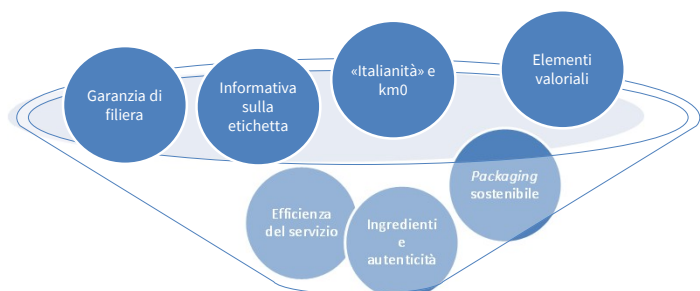 Garanzia di
filiera
Informativa
sulla
etichetta
«Italianità» e
km0
Elementi
valoriali
Packaging
sostenibile
Efficienza
del servizio
Ingredienti
e
autenticità